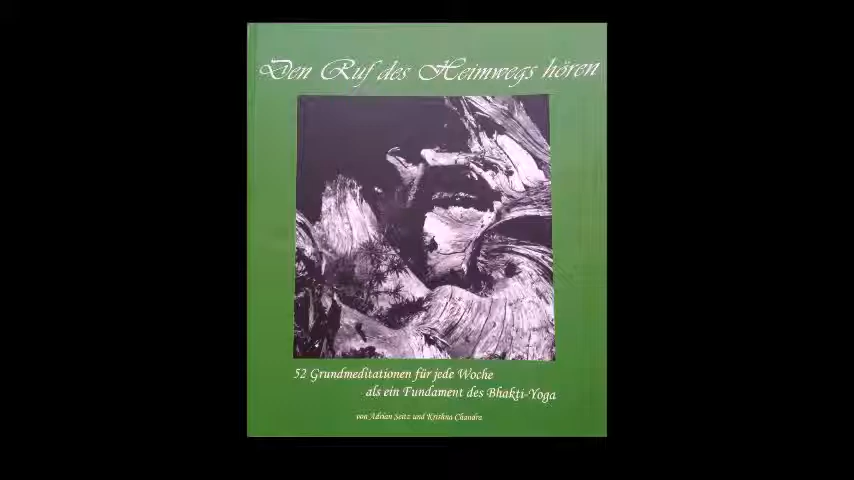 Den Ruf des Heimwegs hören
52 Grundmeditationen für jede Woche
als ein Fundament des Bhakti-Yoga
von Adrian Seitz und Krishna Chandra